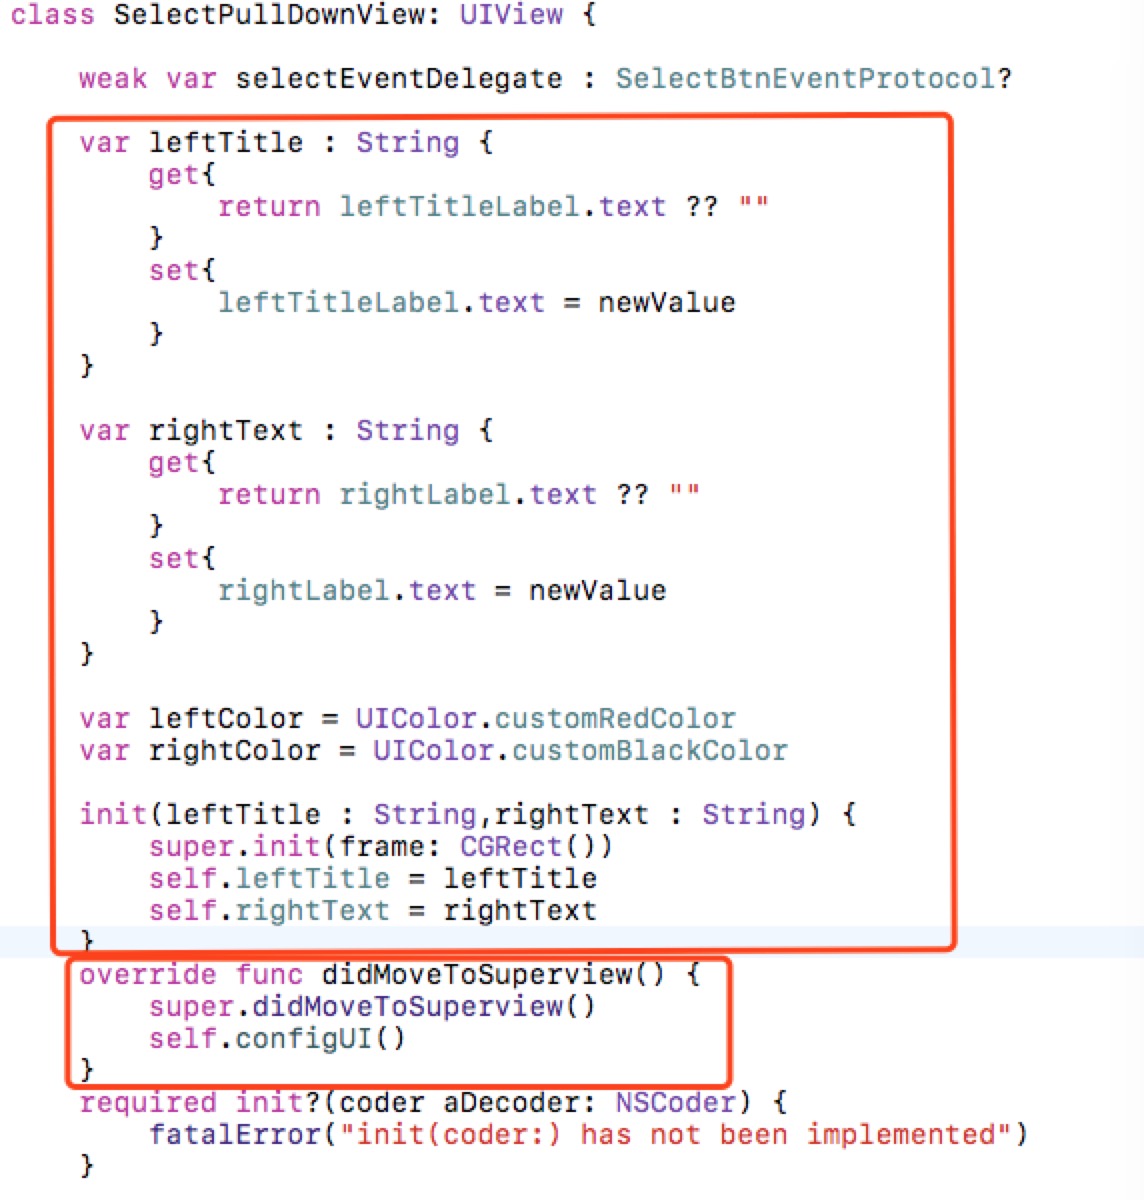 class SelectPullDownView: UIView {
weak var selectEventDelegate : SelectBtnEventProtocol?
var leftTitle : String {
get{
return leftTitleLabel.text ?? ""
}
set{
leftTitleLabel.text = newValue
}
}
var rightText : String {
get{
return rightLabel.text ?? ""
}
set{
rightLabel.text = newValue
}
}
var leftColor = UIColor.customRedColor
var rightColor = UIColor.customBlackColor
init(leftTitle : String,rightText : String) {
super.init(frame: CGRect())
self.leftTitle = leftTitle
self.rightText = rightText
}
override func didMoveToSuperview() {
super.didMoveToSuperview()
self.configUI()
}
required init?(coder aDecoder: NSCoder) {
fatalError("init(coder:) has not been implemented")
}